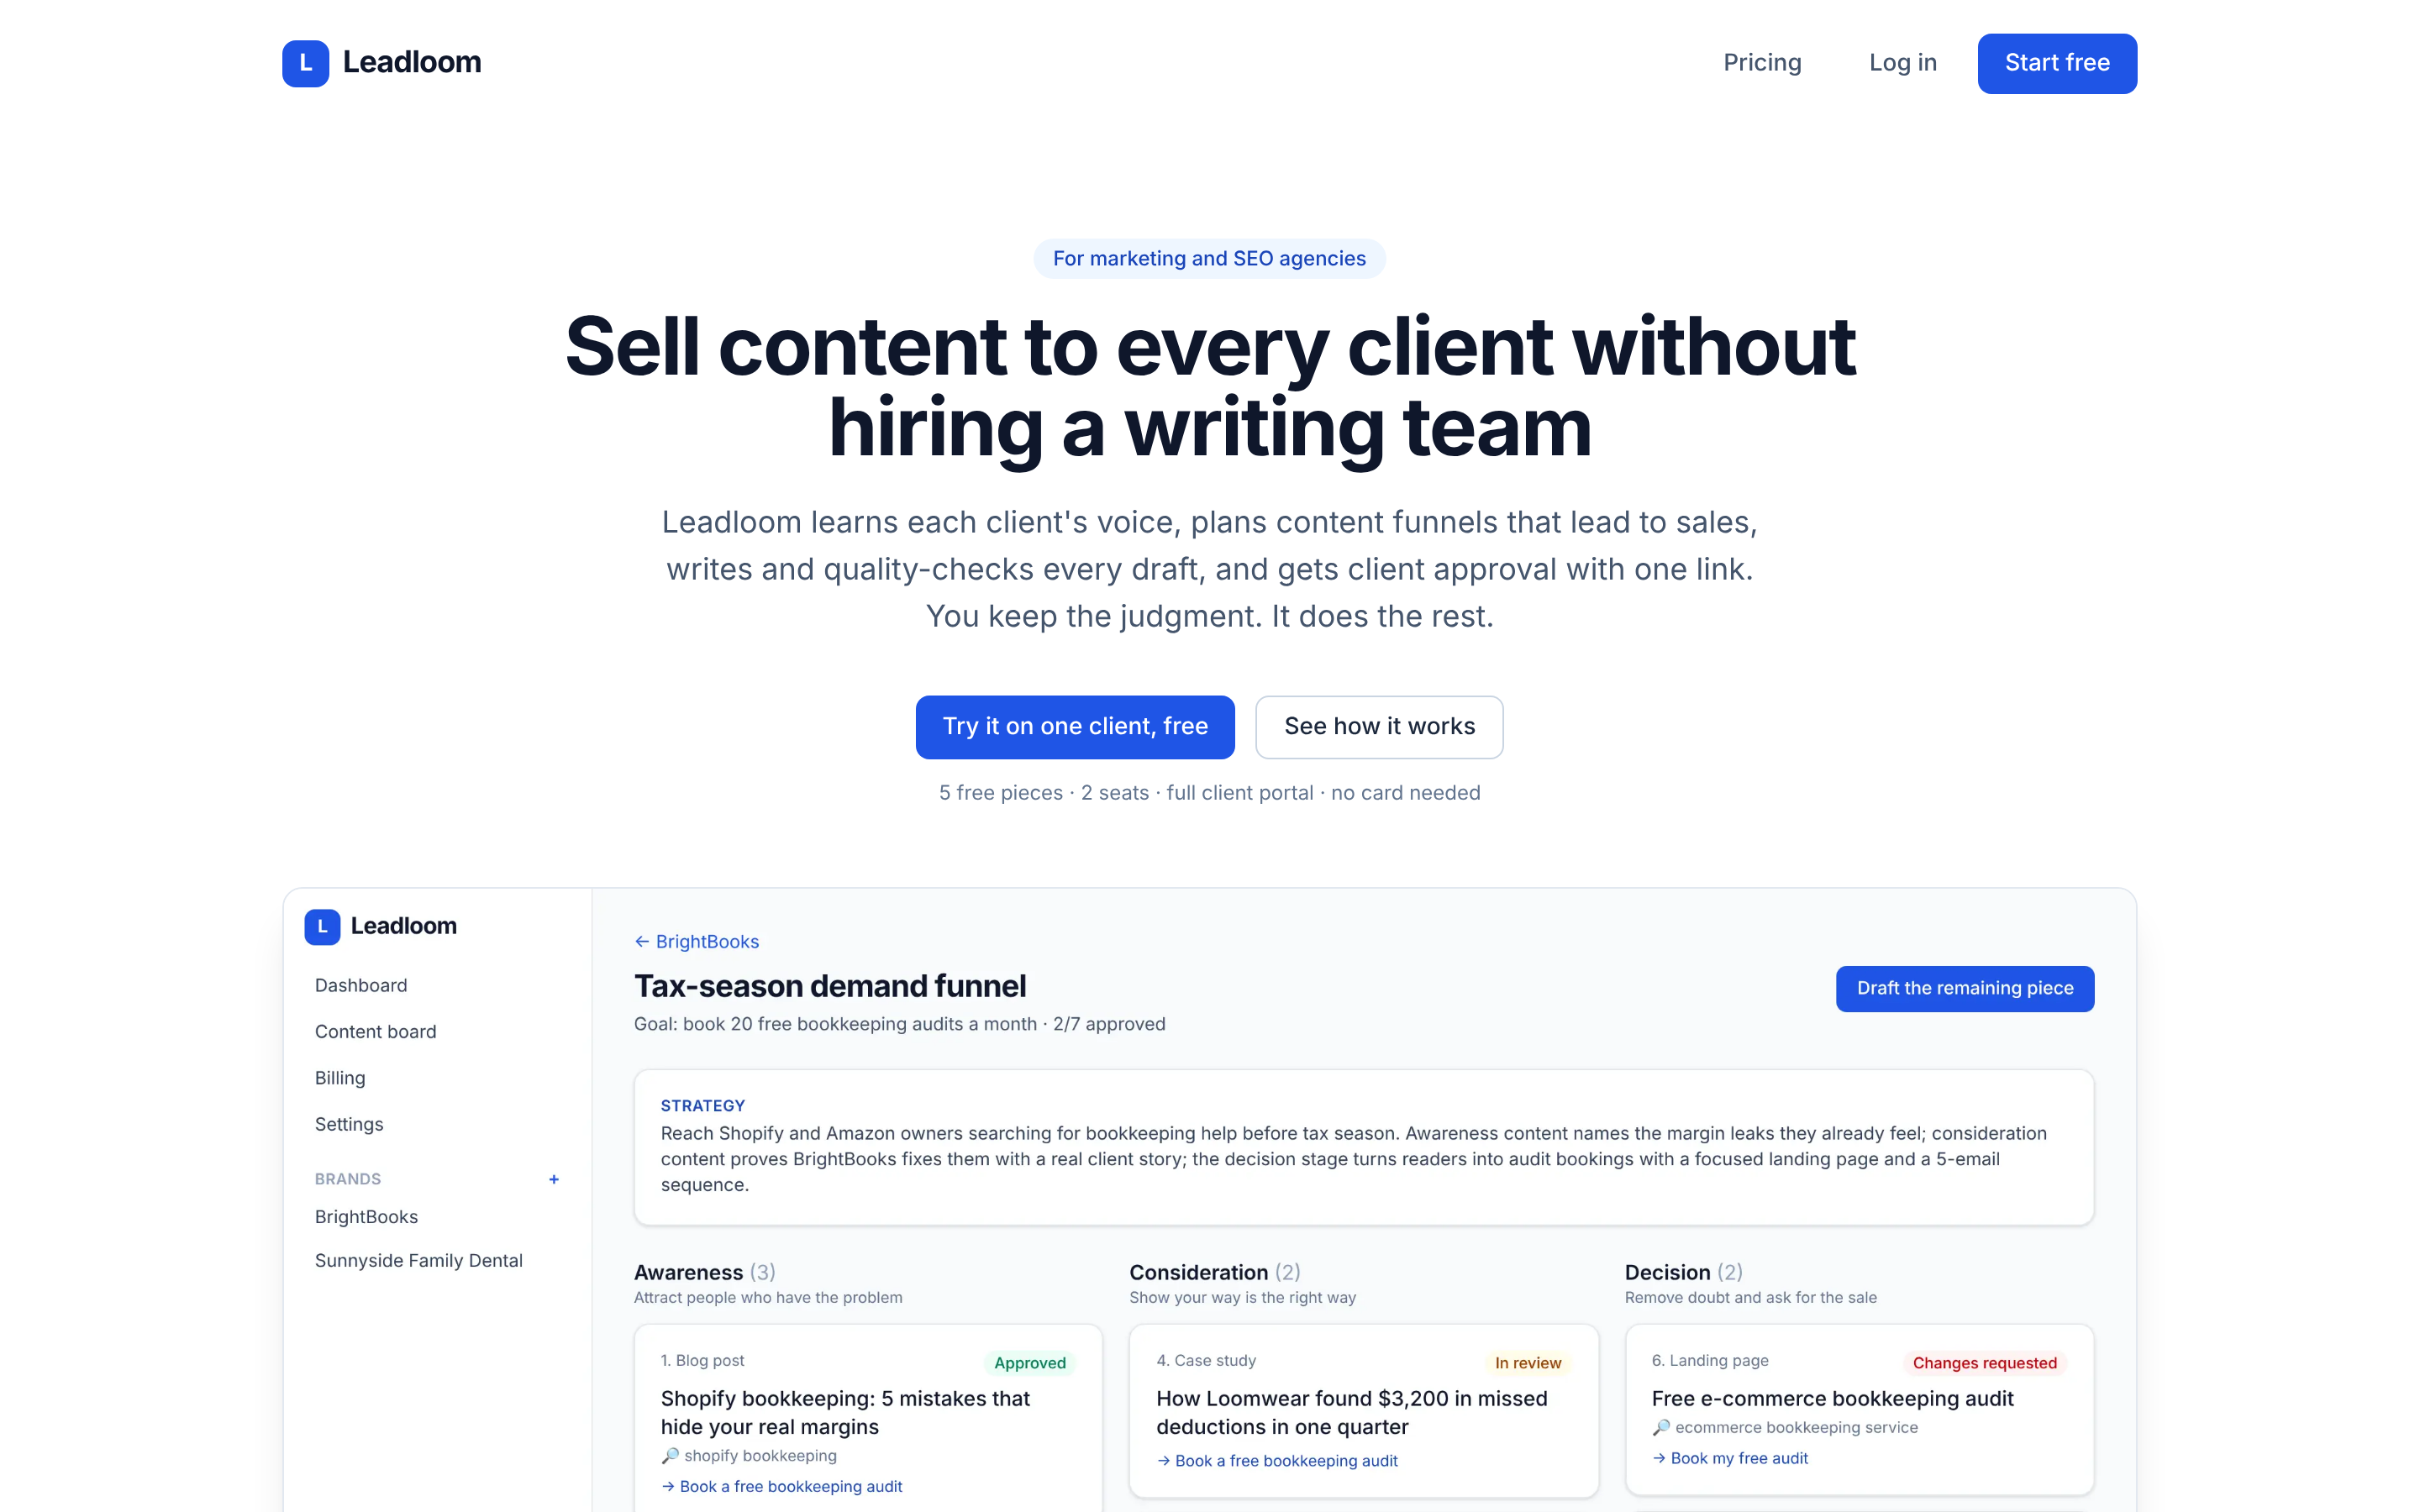 L Leadloom
Pricing
Log in
Start free
For marketing and SEO agencies
Sell content to every client without
hiring a writing team
Leadloom learns each client's voice, plans content funnels that lead to sales,
writes and quality-checks every draft, and gets client approval with one link.
You keep the judgment. It does the rest.
Try it on one client, free
See how it works
5 free pieces · 2 seats · full client portal · no card needed
L Leadloom
Dashboard
Content board
Billing
Settings
BRANDS +
BrightBooks
Sunnyside Family Dental
← BrightBooks
Tax-season demand funnel
Goal: book 20 free bookkeeping audits a month · 2/7 approved
Draft the remaining piece
STRATEGY
Reach Shopify and Amazon owners searching for bookkeeping help before tax season. Awareness content names the margin leaks they already feel; consideration
content proves BrightBooks fixes them with a real client story; the decision stage turns readers into audit bookings with a focused landing page and a 5-email
sequence.
Awareness (3)
Attract people who have the problem
1. Blog post
Approved
Shopify bookkeeping: 5 mistakes that
hide your real margins
🔎 shopify bookkeeping
→ Book a free bookkeeping audit
Consideration (2)
Show your way is the right way
4. Case study
In review
How Loomwear found $3,200 in missed
deductions in one quarter
→ Book a free bookkeeping audit
Decision (2)
Remove doubt and ask for the sale
6. Landing page
Changes requested
Free e-commerce bookkeeping audit
🔎 ecommerce bookkeeping service
→ Book my free audit